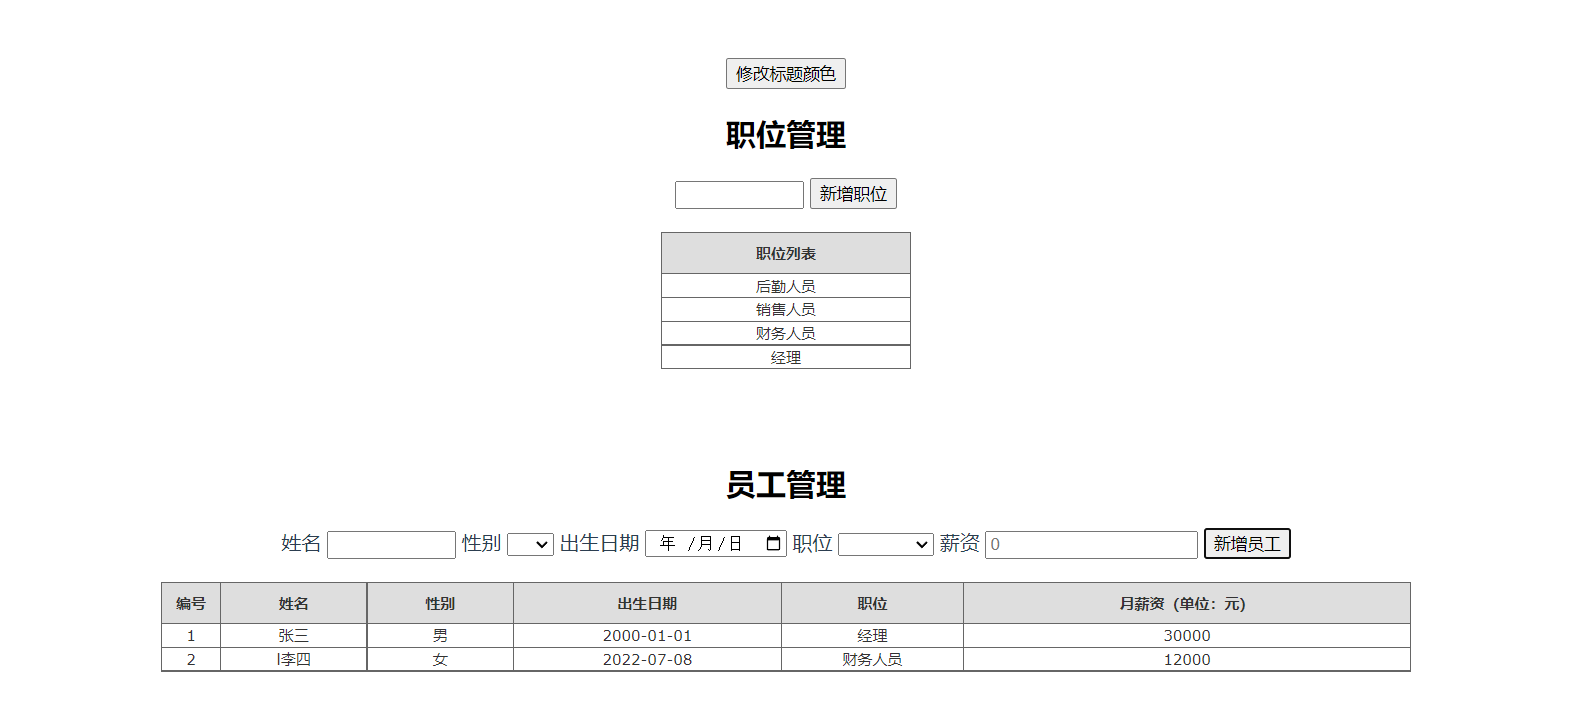 修改标题颜色
职位管理
新增职位
职位列表
后勤人员
销售人员
财务人员
经理
员工管理
姓名 性别 出生日期 年 /月/日 职位 薪资 0 新增员工
编号 姓名 性别 出生日期 职位 月薪资（单位：元）
1 张三 男 2000-01-01 经理 30000
2 l李四 女 2022-07-08 财务人员 12000